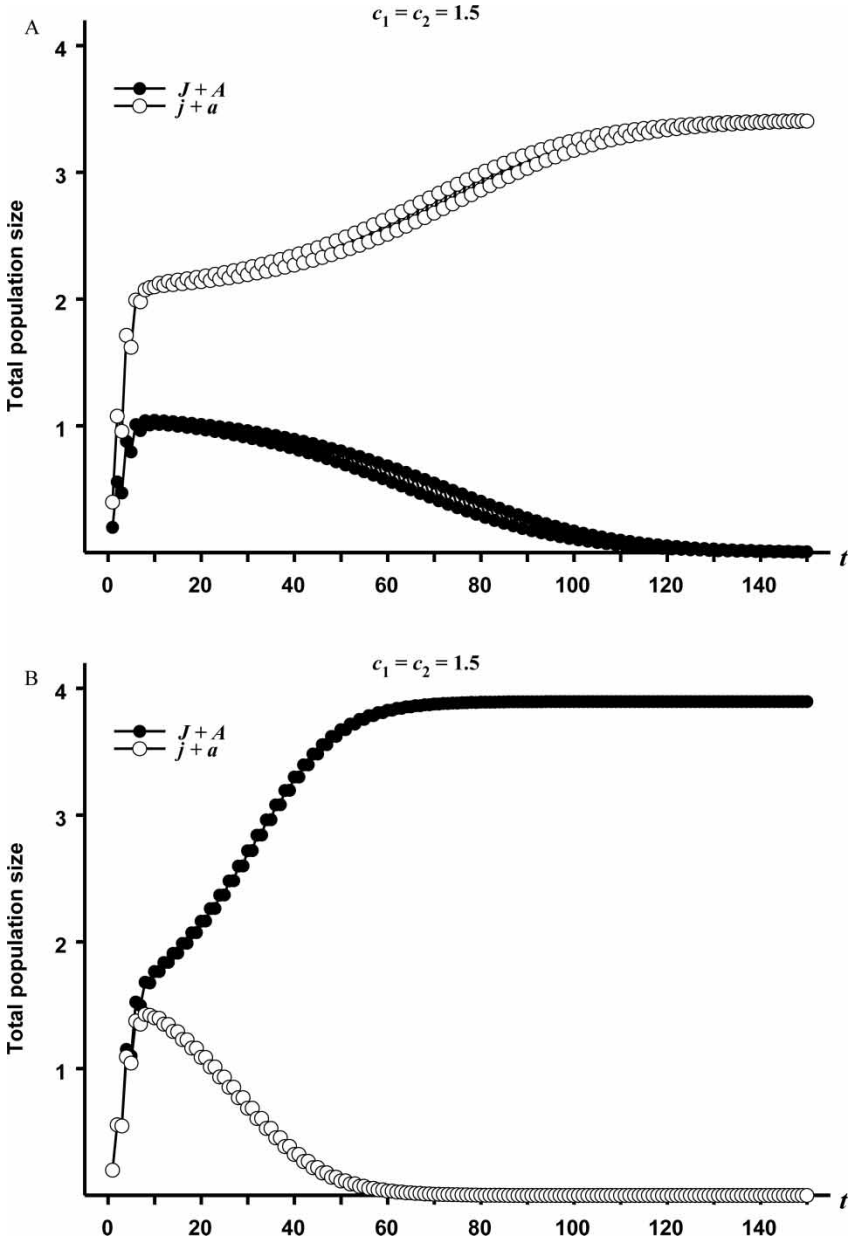 A
c1 = c2 = 1.5
4
J + A
j + a
3
2
1
Total population size
0 20 40 60 80 100 120 140 t
B
c1 = c2 = 1.5
4
J + A
j + a
3
2
1
Total population size
0 20 40 60 80 100 120 140 t